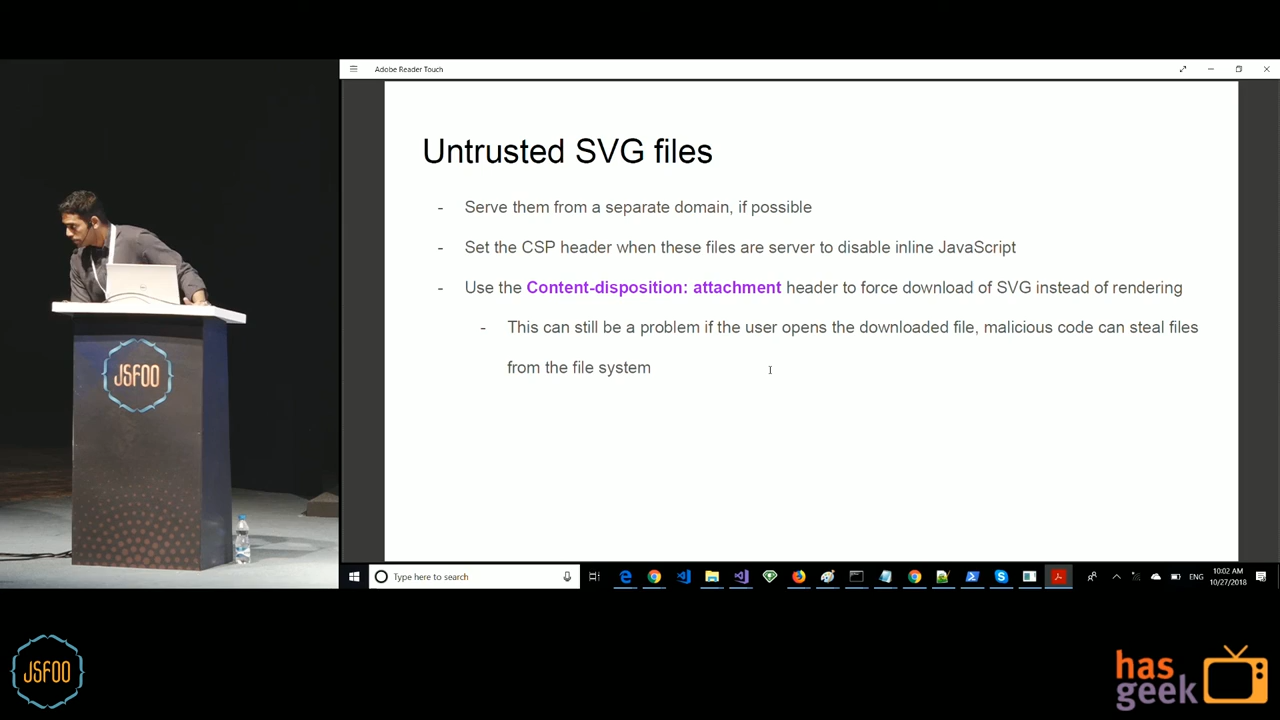 Adobe Reader Touch
Untrusted SVG files
- Serve them from a separate domain, if possible
- Set the CSP header when these files are server to disable inline JavaScript
- Use the Content-disposition: attachment header to force download of SVG instead of rendering
- This can still be a problem if the user opens the downloaded file, malicious code can steal files
from the file system
JSFOO
Type here to search
ENG
10:02 AM
10/27/2018
JSFOO
has
geek